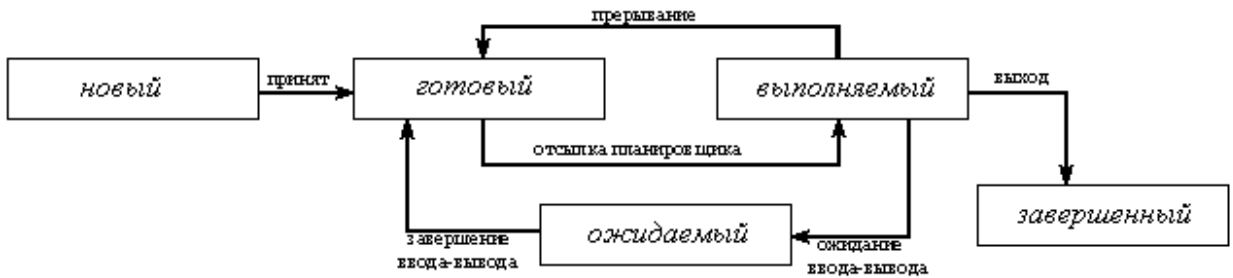 прерывание
новый
принят
готовый
выполняемый
выход
отсылка планировщика
завершенный
ожидаемый
завершение
ввода-вывода
ожидание
ввода-вывода